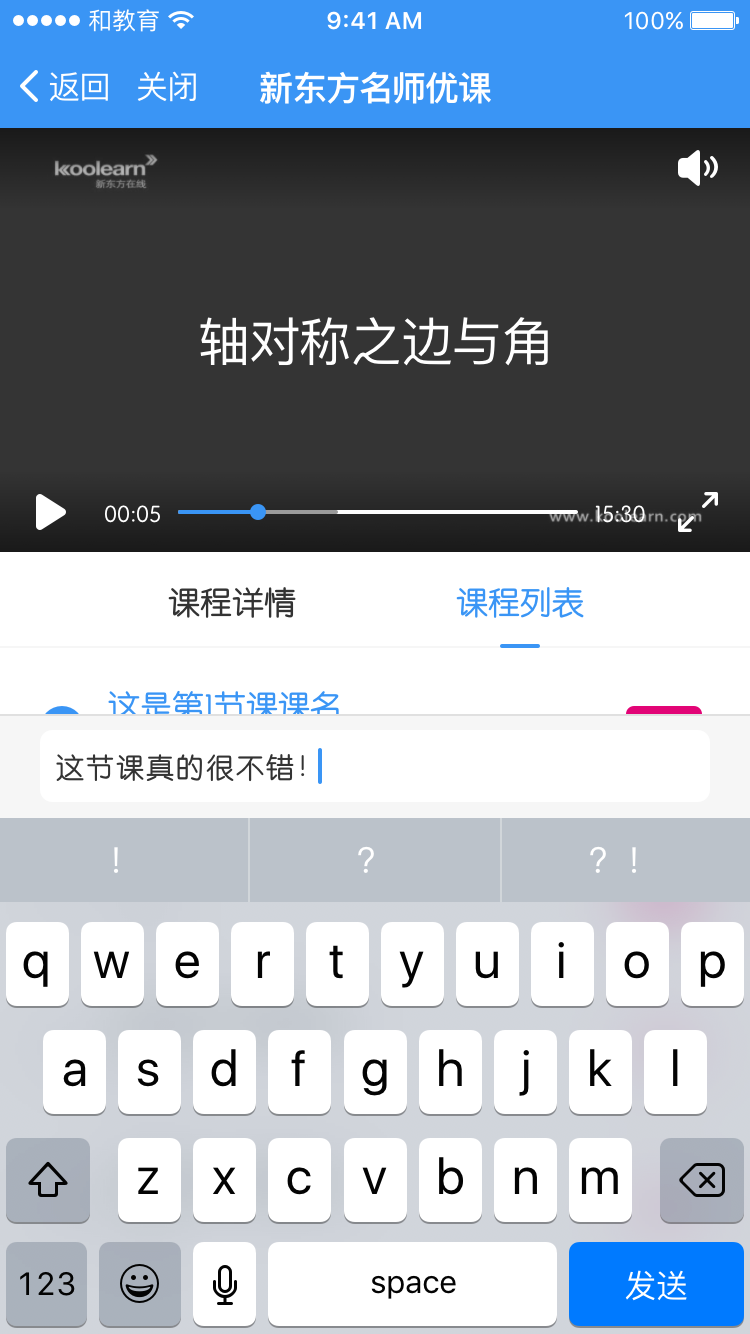 和教育 9:41 AM 100%
返回 关闭 新东方名师优课
koolearn
新东方在线
轴对称之边与角
00:05 15:30
www.koolearn.com
课程详情 课程列表
这是第1节课课名
这节课真的很不错!
! ? ? !
q w e r t y u i o p
a s d f g h j k l
z x c v b n m
123 space 发送